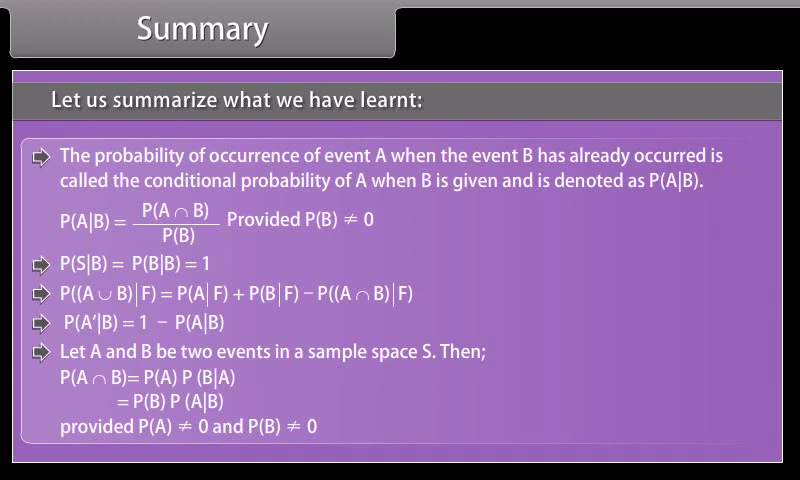 Summary
Let us summarize what we have learnt:
The probability of occurrence of event A when the event B has already occurred is
called the conditional probability of A when B is given and is denoted as P(A|B).
P(A|B) = P(A ∩ B) / P(B) Provided P(B) ≠ 0
P(S|B) = P(B|B) = 1
P((A ∪ B)|F) = P(A|F) + P(B|F) – P((A ∩ B)|F)
P(A′|B) = 1 – P(A|B)
Let A and B be two events in a sample space S. Then;
P(A ∩ B)= P(A) P (B|A)
= P(B) P (A|B)
provided P(A) ≠ 0 and P(B) ≠ 0